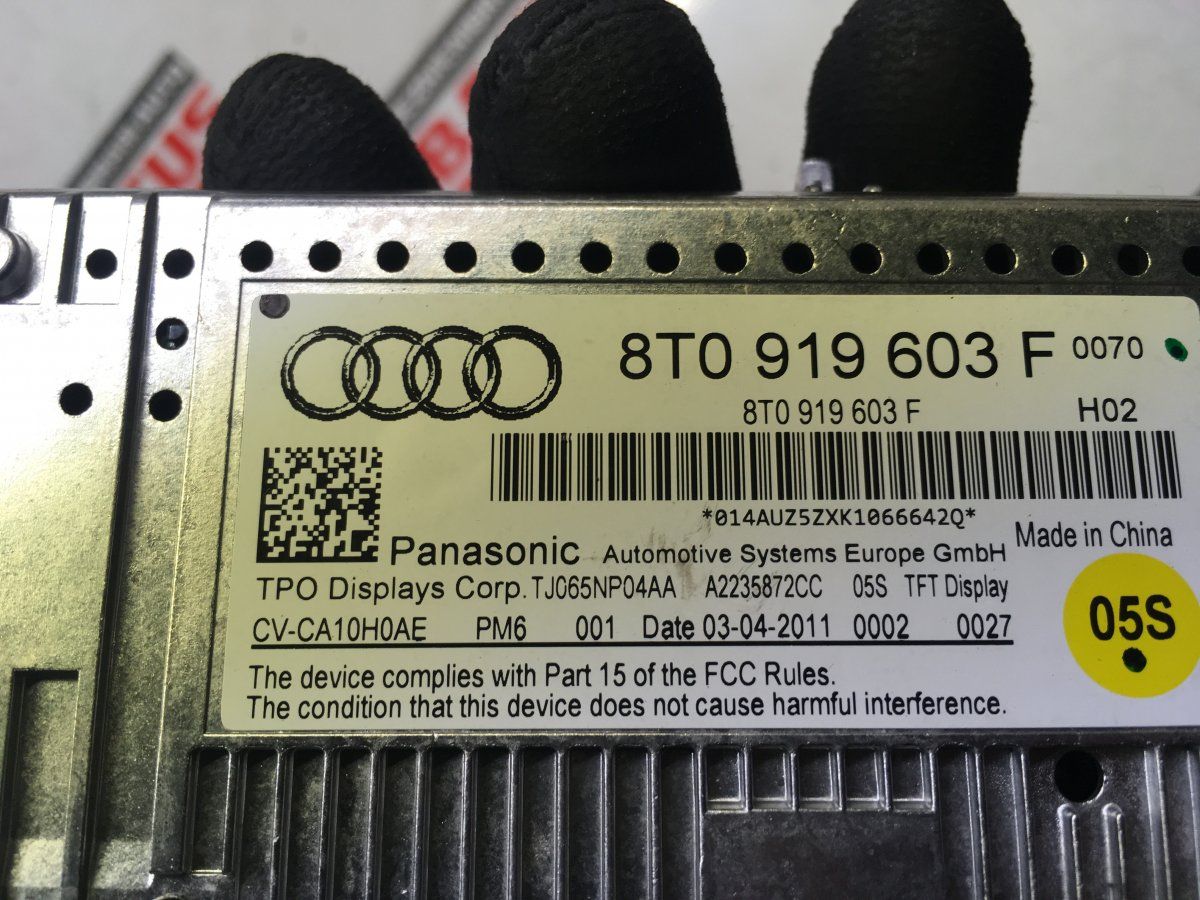 8T0 919 603 F 0070
8T0 919 603 F H02
*014AUZ5ZXK1066642Q*
Panasonic Automotive Systems Europe GmbH Made in China
TPO Displays Corp. TJ065NP04AA A2235872CC 05S TFT Display
CV-CA10H0AE PM6 001 Date 03-04-2011 0002 0027
05S
The device complies with Part 15 of the FCC Rules.
The condition that this device does not cause harmful interference.